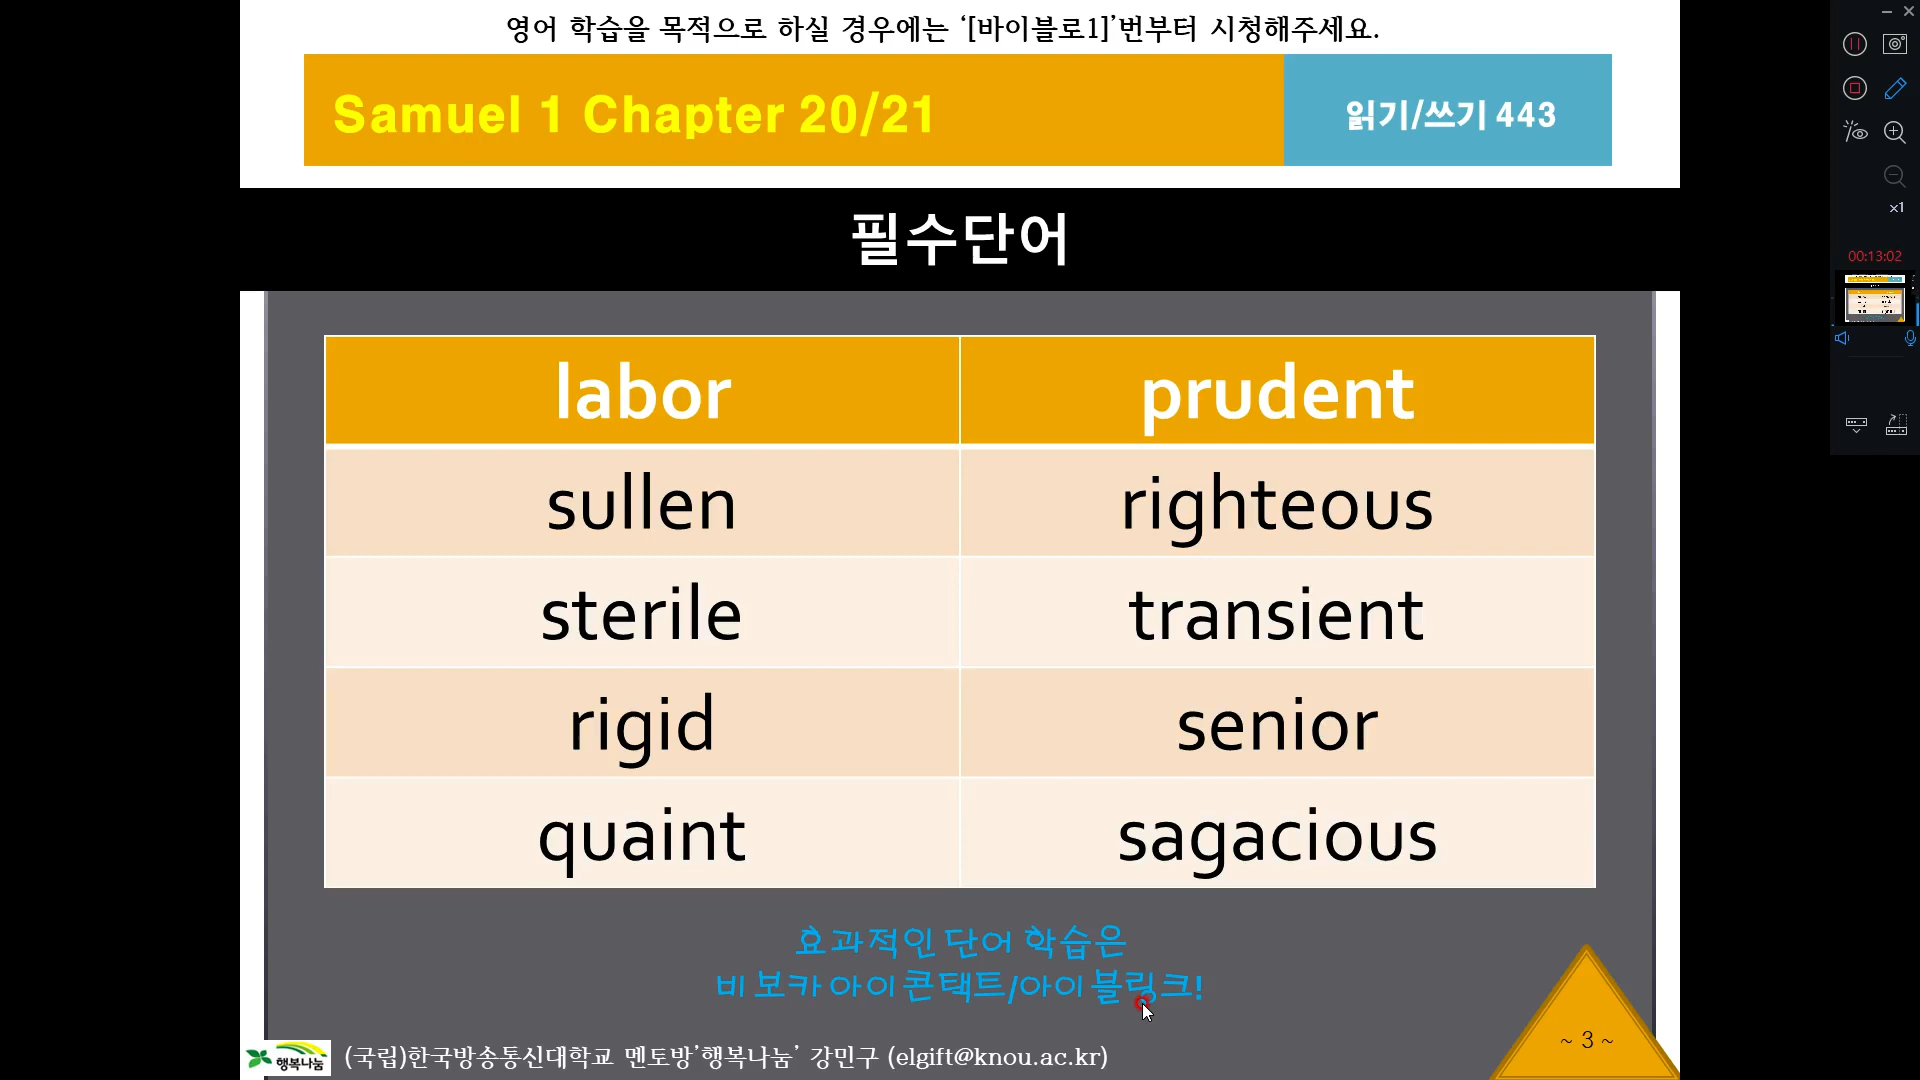 영어 학습을 목적으로 하실 경우에는 ‘[바이블로1]’번부터 시청해주세요.
Samuel 1 Chapter 20/21
읽기/쓰기 443
필수단어
labor prudent
sullen righteous
sterile transient
rigid senior
quaint sagacious
효과적인 단어 학습은
비보카 아이콘택트/아이블링크!
~ 3 ~
행복나눔
(국립)한국방송통신대학교 멘토방’행복나눔’ 강민구 (elgift@knou.ac.kr)
x1
00:13:02